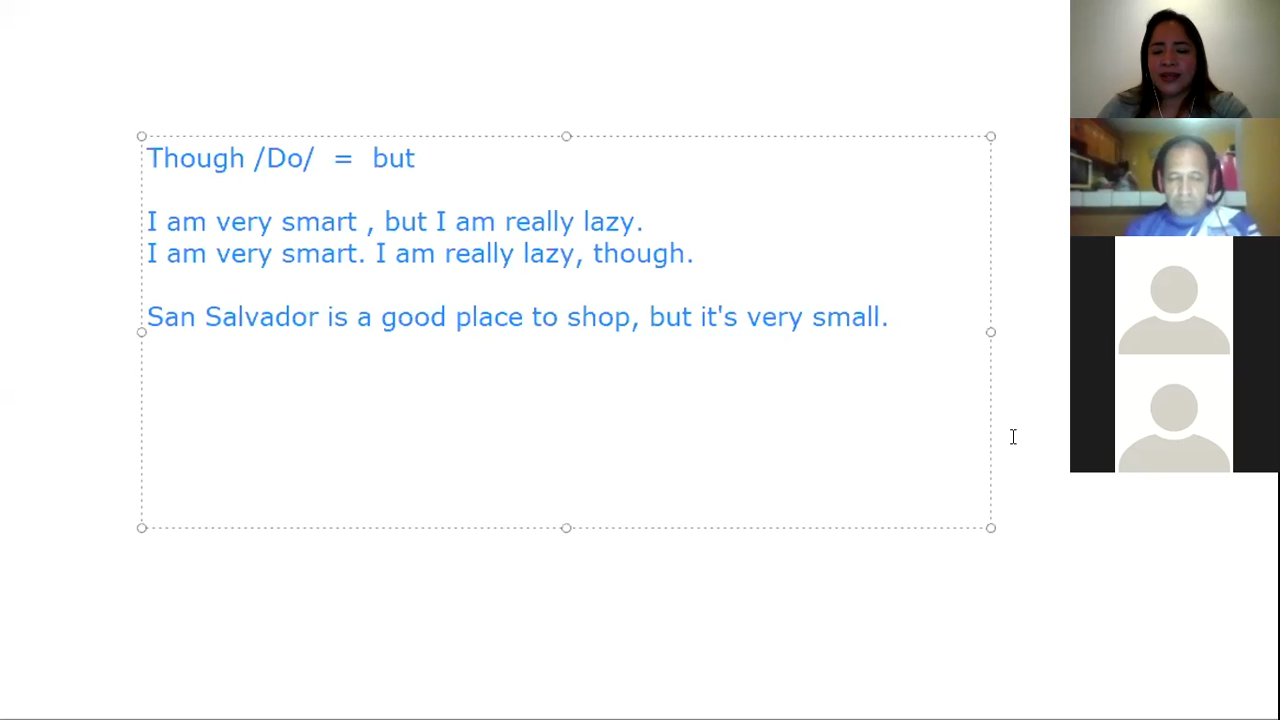 Though /Do/ = but
I am very smart , but I am really lazy.
I am very smart. I am really lazy, though.
San Salvador is a good place to shop, but it's very small.